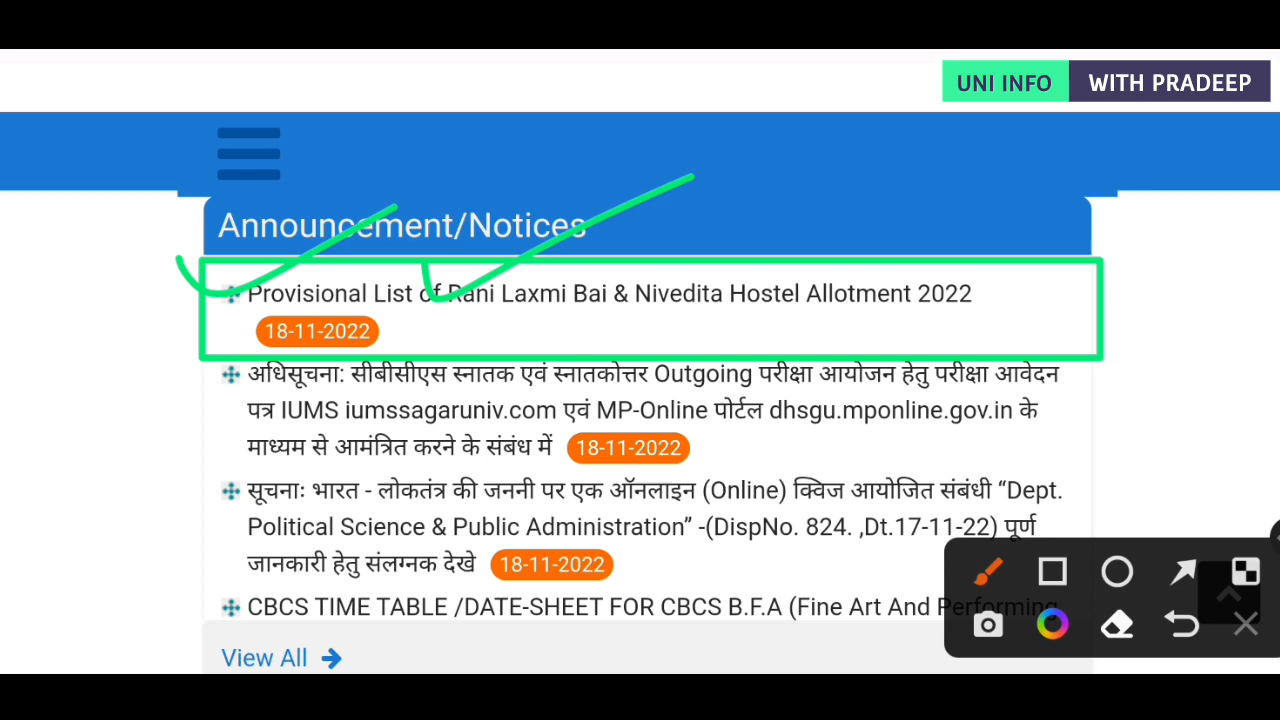 UNI INFO WITH PRADEEP
Announcement/Notices
Provisional List of Rani Laxmi Bai & Nivedita Hostel Allotment 2022
18-11-2022
अधिसूचना: सीबीसीएस स्नातक एवं स्नातकोत्तर Outgoing परीक्षा आयोजन हेतु परीक्षा आवेदन
पत्र IUMS iumssagaruniv.com एवं MP-Online पोर्टल dhsgu.mponline.gov.in के
माध्यम से आमंत्रित करने के संबंध में 18-11-2022
सूचनाः भारत - लोकतंत्र की जननी पर एक ऑनलाइन (Online) क्विज आयोजित संबंधी “Dept.
Political Science & Public Administration” -(DispNo. 824. ,Dt.17-11-22) पूर्ण
जानकारी हेतु संलग्नक देखे 18-11-2022
CBCS TIME TABLE /DATE-SHEET FOR CBCS B.F.A (Fine Art And Performing
View All